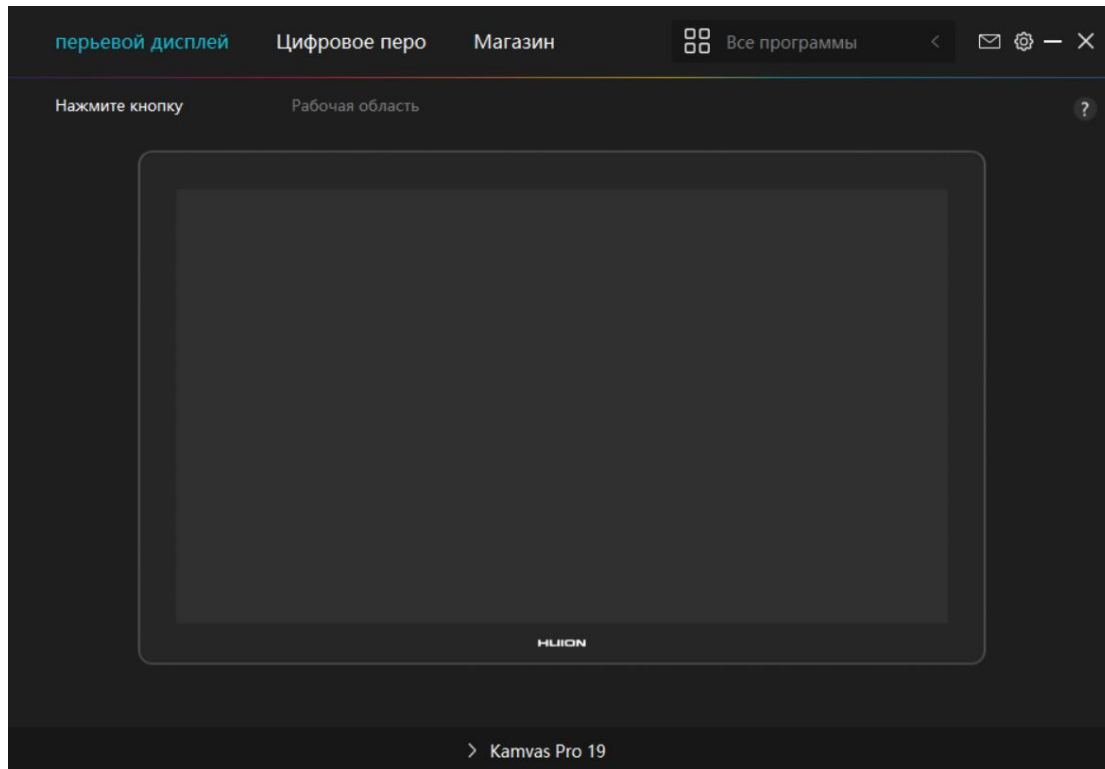 перьевой дисплей Цифровое перо Магазин Все программы
Нажмите кнопку Рабочая область ?
HUION
Kamvas Pro 19